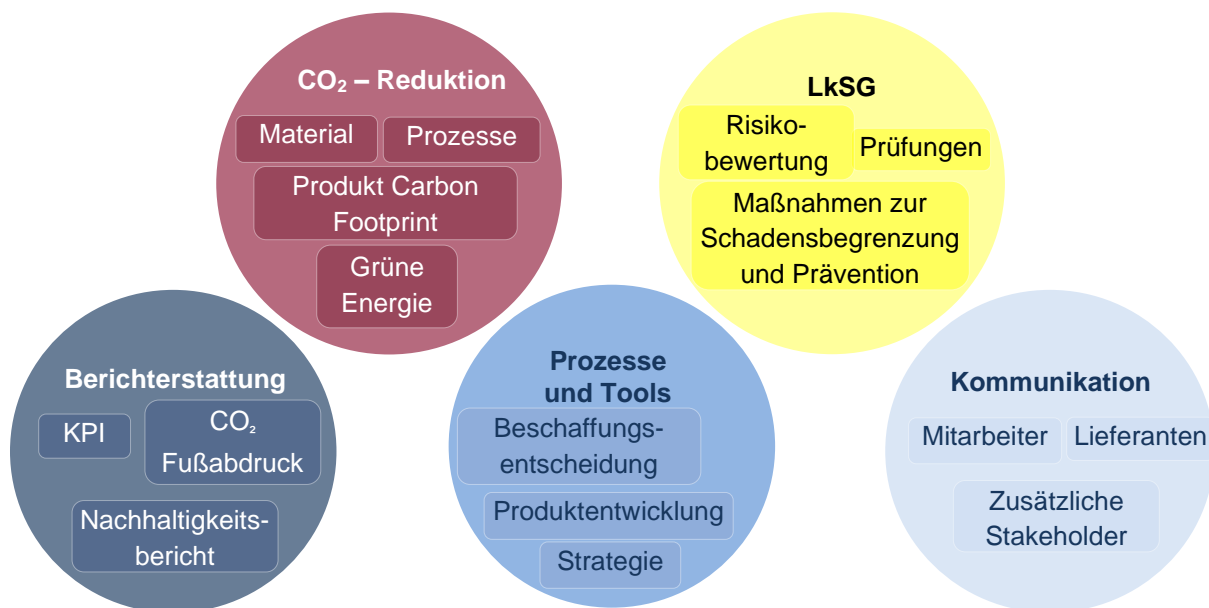 CO₂ – Reduktion
Material
Prozesse
Produkt Carbon
Footprint
Grüne
Energie
LkSG
Risiko-
bewertung
Prüfungen
Maßnahmen zur
Schadensbegrenzung
und Prävention
Berichterstattung
KPI
CO₂
Fußabdruck
Nachhaltigkeits-
bericht
Prozesse
und Tools
Beschaffungs-
entscheidung
Produktentwicklung
Strategie
Kommunikation
Mitarbeiter
Lieferanten
Zusätzliche
Stakeholder